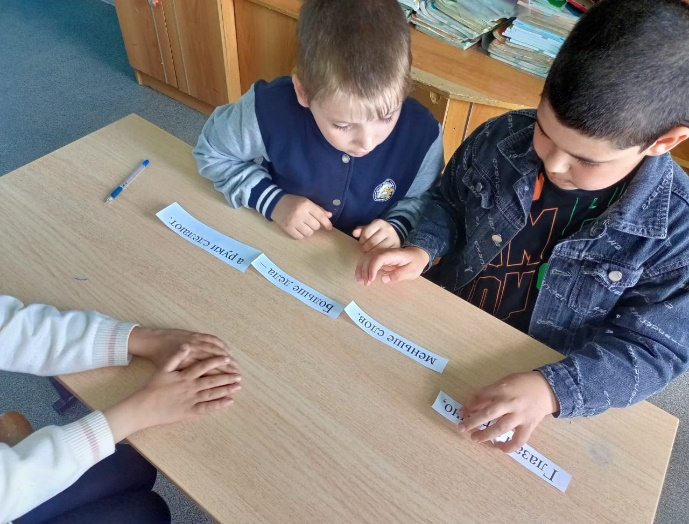 Глаза
меньше слов.
Больше дела –
а руки сделают.